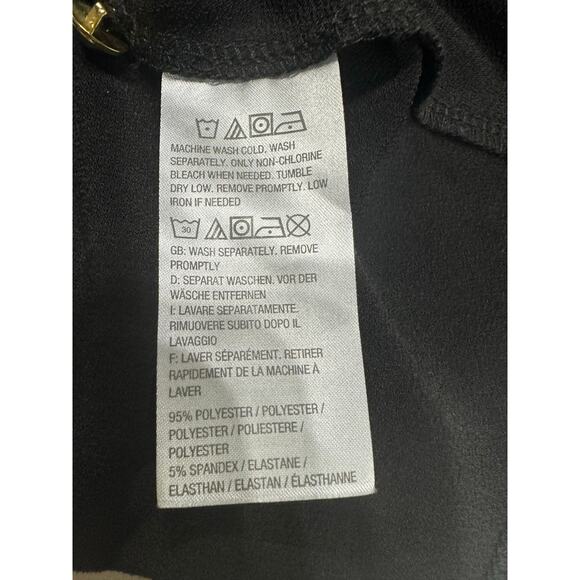 MACHINE WASH COLD. WASH
SEPARATELY. ONLY NON-CHLORINE
BLEACH WHEN NEEDED. TUMBLE
DRY LOW. REMOVE PROMPTLY. LOW
IRON IF NEEDED
30
GB: WASH SEPARATELY. REMOVE
PROMPTLY
D: SEPARAT WASCHEN. VOR DER
WÄSCHE ENTFERNEN
I: LAVARE SEPARATAMENTE.
RIMUOVERE SUBITO DOPO IL
LAVAGGIO
F: LAVER SÉPARÉMENT. RETIRER
RAPIDEMENT DE LA MACHINE À
LAVER
95% POLYESTER / POLYESTER /
POLYESTER / POLIESTERE /
POLYESTER
5% SPANDEX / ELASTANE /
ELASTHAN / ELASTAN / ÉLASTHANNE